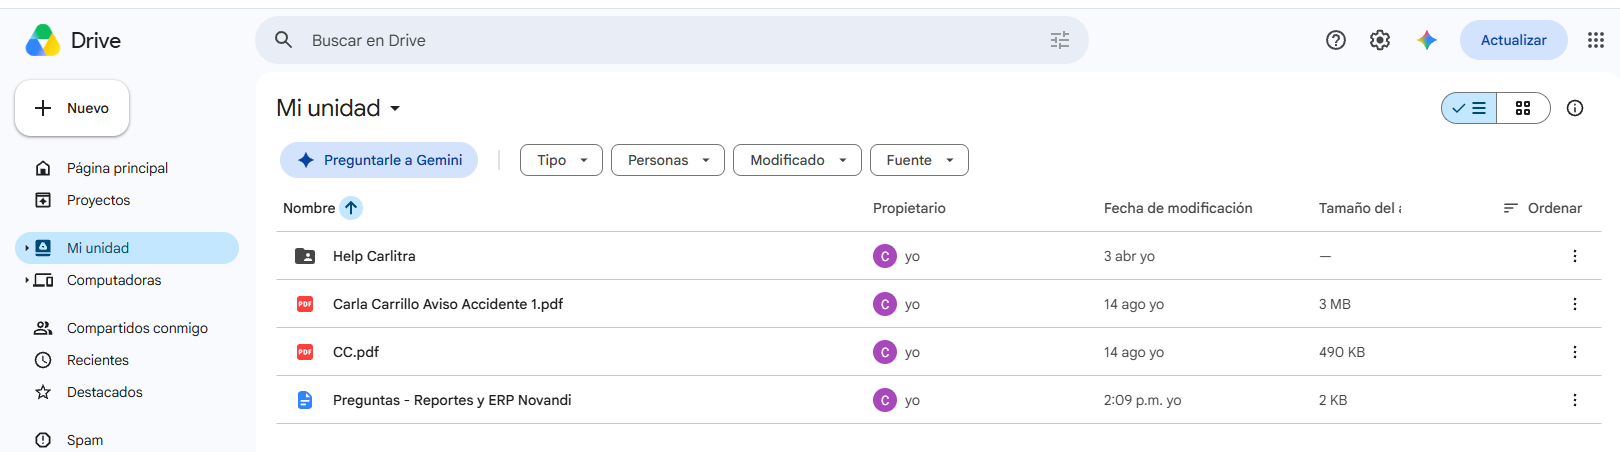 Drive
Buscar en Drive
Actualizar
Nuevo
Mi unidad
Preguntarle a Gemini
Tipo
Personas
Modificado
Fuente
Página principal
Proyectos
Mi unidad
Computadoras
Compartidos conmigo
Recientes
Destacados
Spam
Nombre Propietario Fecha de modificación Tamaño del Ordenar
Help Carlitra C yo 3 abr yo —
PDF Carla Carrillo Aviso Accidente 1.pdf C yo 14 ago yo 3 MB
PDF CC.pdf C yo 14 ago yo 490 KB
Preguntas - Reportes y ERP Novandi C yo 2:09 p.m. yo 2 KB